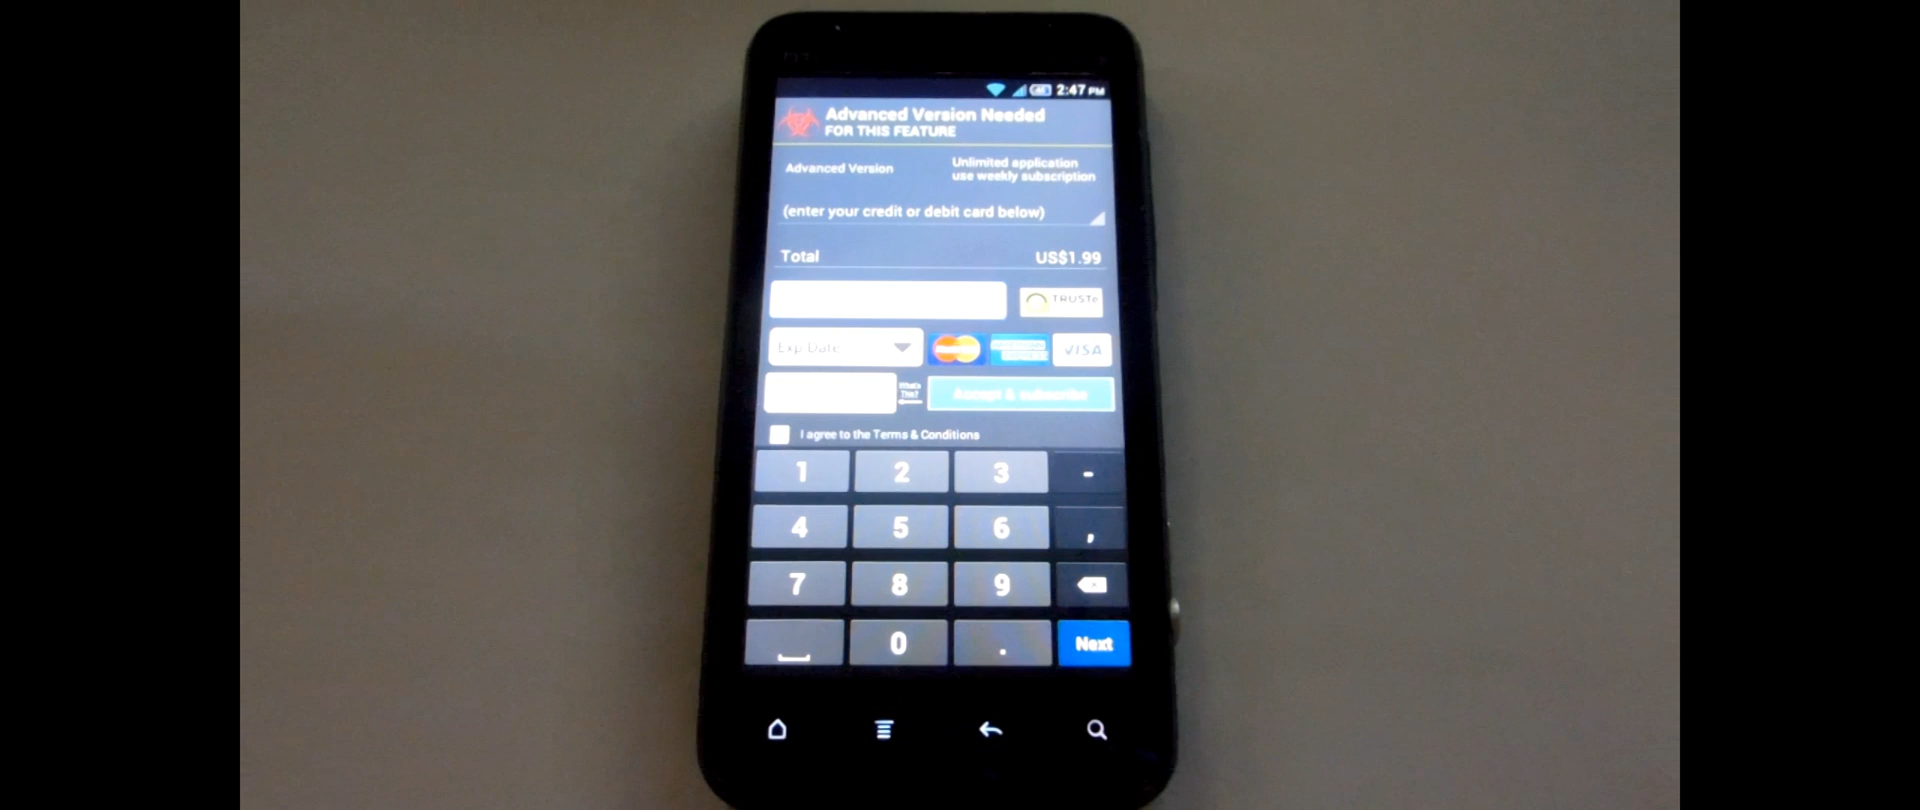 2:47 PM
Advanced Version Needed
FOR THIS FEATURE
Advanced Version
Unlimited application
use weekly subscription
(enter your credit or debit card below)
Total
US$1.99
TRUSTe
Exp Date
VISA
What's
This?
Accept & subscribe
I agree to the Terms & Conditions
1 2 3 -
4 5 6 ,
7 8 9
0 . Next